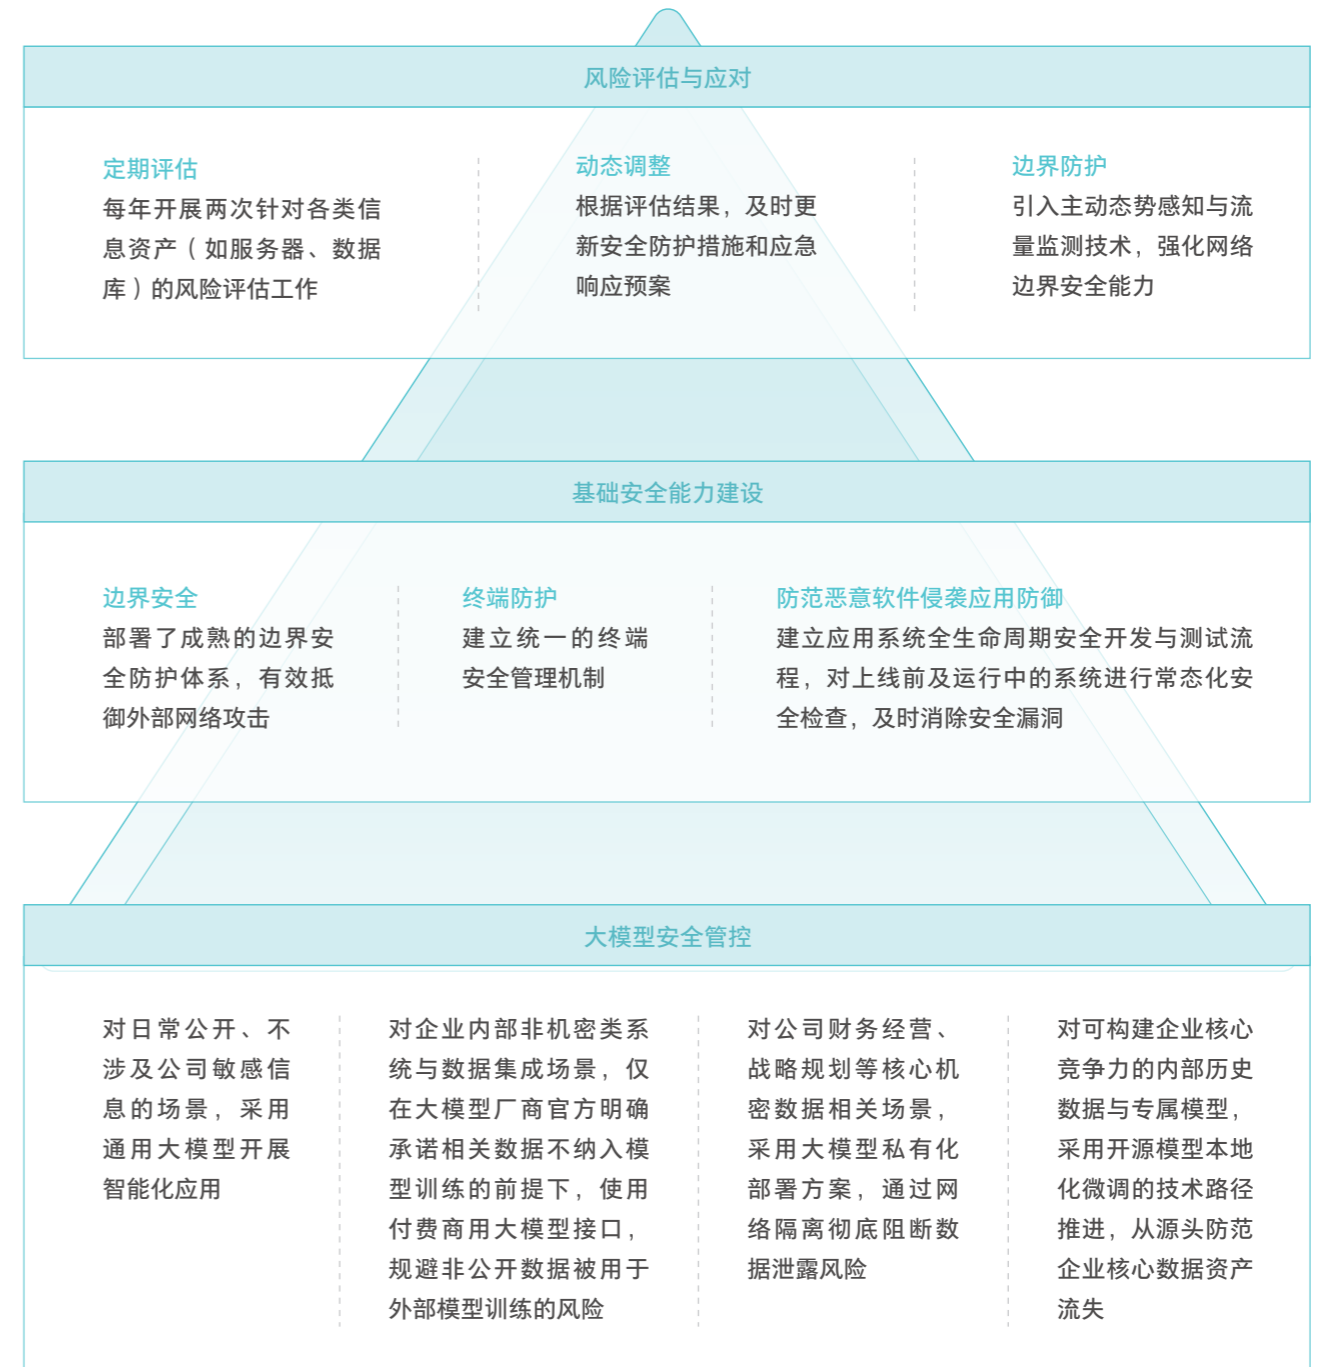 风险评估与应对
定期评估
每年开展两次针对各类信
息资产（如服务器、数据
库）的风险评估工作
动态调整
根据评估结果，及时更
新安全防护措施和应急
响应预案
边界防护
引入主动态势感知与流
量监测技术，强化网络
边界安全能力
基础安全能力建设
边界安全
部署了成熟的边界安
全防护体系，有效抵
御外部网络攻击
终端防护
建立统一的终端
安全管理机制
防范恶意软件侵袭应用防御
建立应用系统全生命周期安全开发与测试流
程，对上线前及运行中的系统进行常态化安
全检查，及时消除安全漏洞
大模型安全管控
对日常公开、不
涉及公司敏感信
息的场景，采用
通用大模型开展
智能化应用
对企业内部非机密类系
统与数据集成场景，仅
在大模型厂商官方明确
承诺相关数据不纳入模
型训练的前提下，使用
付费商用大模型接口，
规避非公开数据被用于
外部模型训练的风险
对公司财务经营、
战略规划等核心机
密数据相关场景，
采用大模型私有化
部署方案，通过网
络隔离彻底阻断数
据泄露风险
对可构建企业核心
竞争力的内部历史
数据与专属模型，
采用开源模型本地
化微调的技术路径
推进，从源头防范
企业核心数据资产
流失